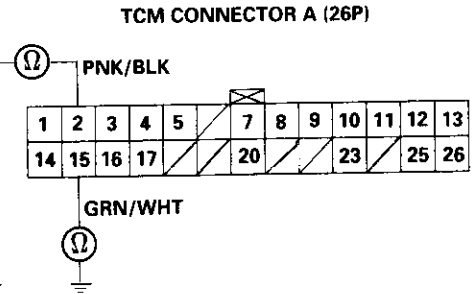 TCM CONNECTOR A (26P)
Ω
PNK/BLK
1 2 3 4 5 7 8 9 10 11 12 13
14 15 16 17 20 23 25 26
GRN/WHT
Ω